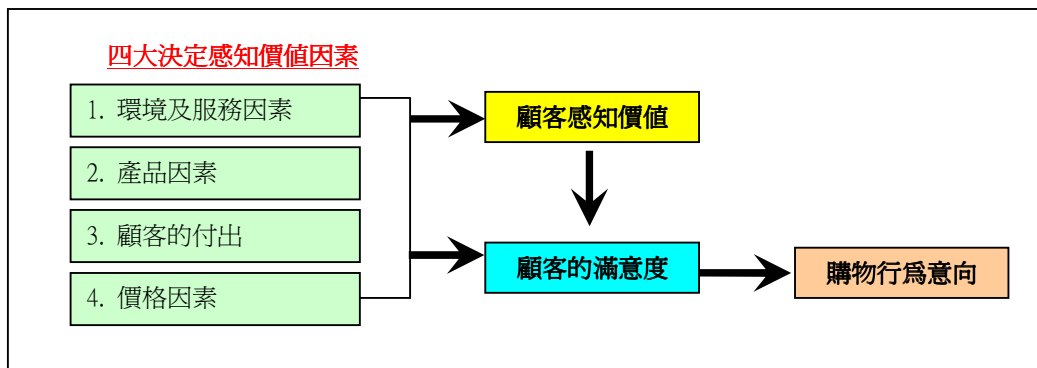 四大決定感知價值因素
1. 環境及服務因素
2. 產品因素
3. 顧客的付出
4. 價格因素
顧客感知價值
顧客的滿意度
購物行為意向